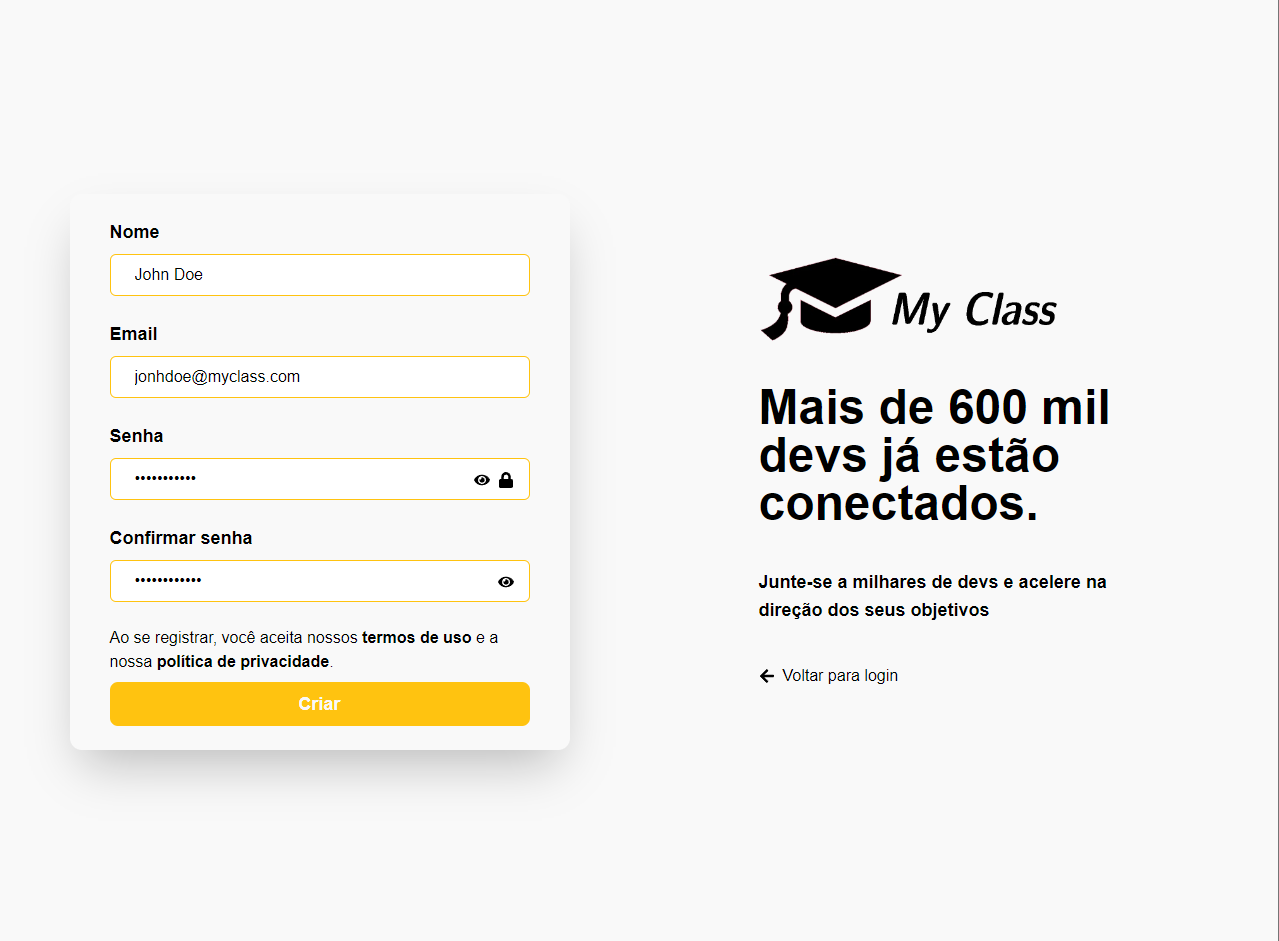 Nome
John Doe
Email
jonhdoe@myclass.com
Senha
•••••••••••
Confirmar senha
••••••••••••
Ao se registrar, você aceita nossos termos de uso e a
nossa política de privacidade.
Criar
My Class
Mais de 600 mil
devs já estão
conectados.
Junte-se a milhares de devs e acelere na
direção dos seus objetivos
Voltar para login